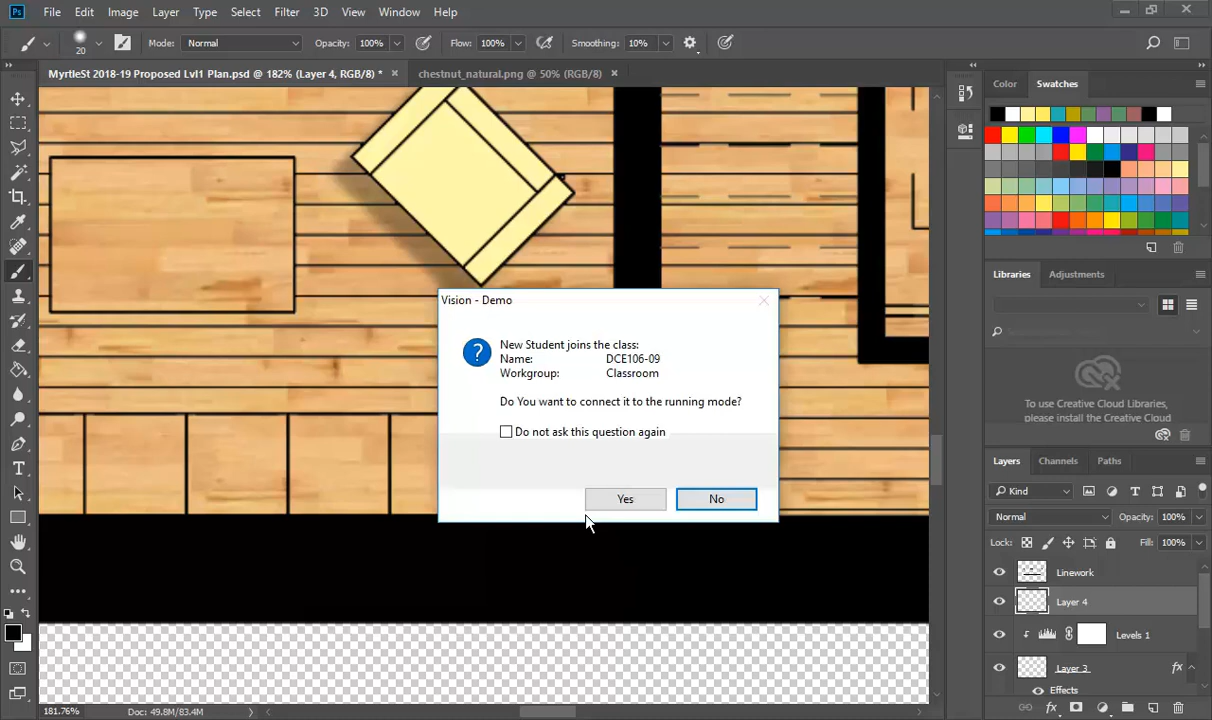 Ps File Edit Image Layer Type Select Filter 3D View Window Help
20 Mode: Normal Opacity: 100% Flow: 100% Smoothing: 10%
MyrtleSt 2018-19 Proposed Lvl1 Plan.psd @ 182% (Layer 4, RGB/8) * × chestnut_natural.png @ 50% (RGB/8) ×
Color Swatches
Vision - Demo
New Student joins the class:
Name: DCE106-09
Workgroup: Classroom
Do You want to connect it to the running mode?
Do not ask this question again
Yes No
Libraries Adjustments
To use Creative Cloud Libraries,
please install the Creative Cloud
Layers Channels Paths
Kind
Normal Opacity: 100%
Lock: Fill: 100%
Linework
Layer 4
Levels 1
Layer 3 fx
Effects
181.76% Doc: 49.8M/83.4M